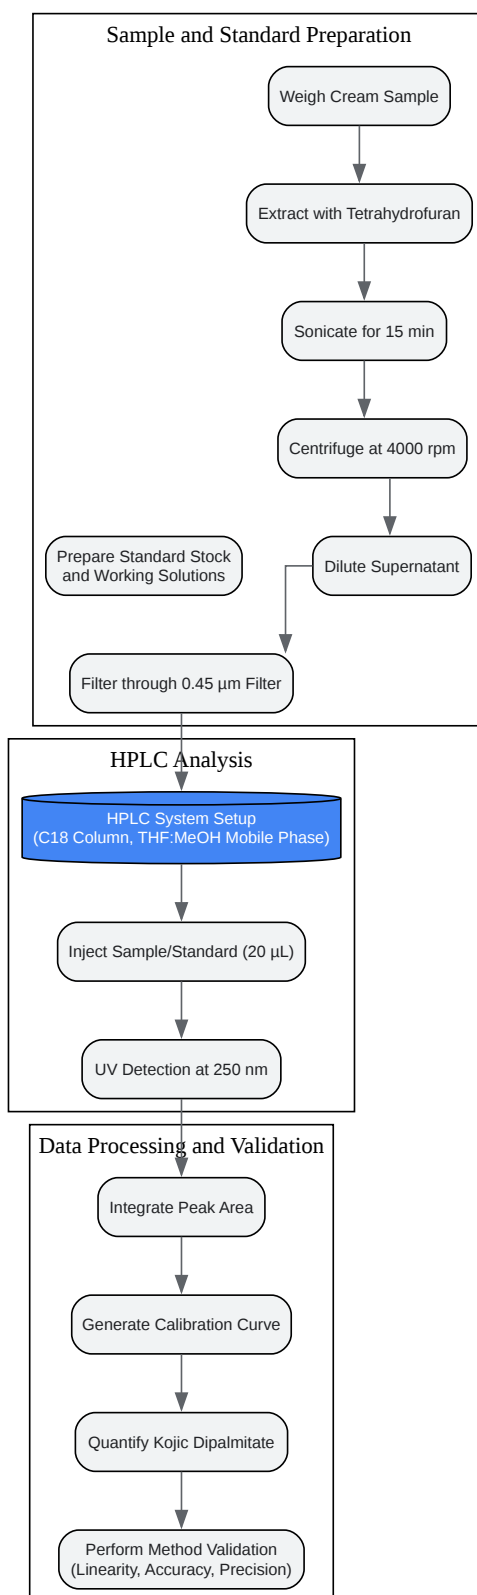 Sample and Standard Preparation
Weigh Cream Sample
Extract with Tetrahydrofuran
Sonicate for 15 min
Centrifuge at 4000 rpm
Prepare Standard Stock
and Working Solutions
Dilute Supernatant
Filter through 0.45 µm Filter
HPLC Analysis
HPLC System Setup
(C18 Column, THF:MeOH Mobile Phase)
Inject Sample/Standard (20 µL)
UV Detection at 250 nm
Data Processing and Validation
Integrate Peak Area
Generate Calibration Curve
Quantify Kojic Dipalmitate
Perform Method Validation
(Linearity, Accuracy, Precision)